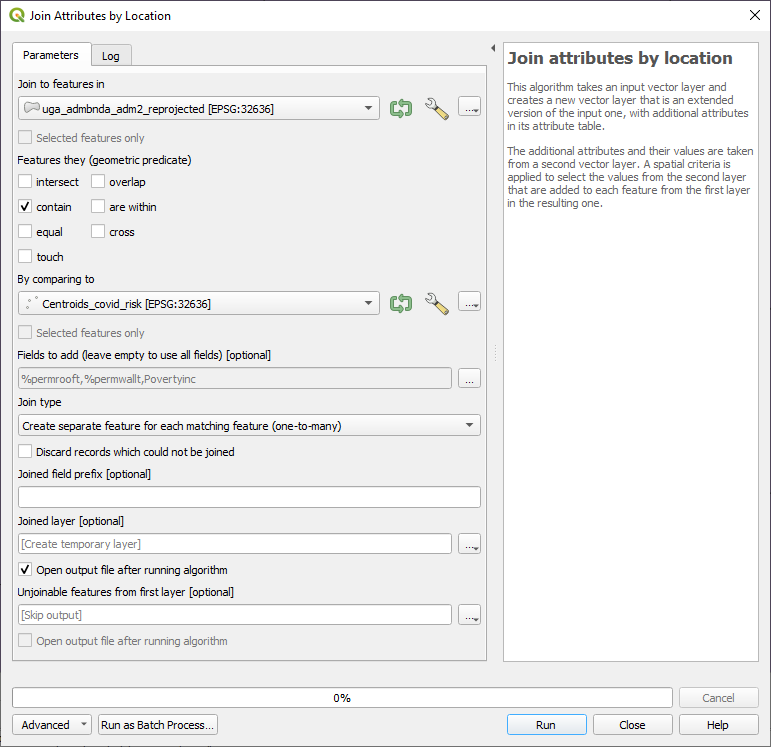 Join Attributes by Location
Parameters
Log
Join to features in
uga_admbnda_adm2_reprojected [EPSG:32636]
...
Selected features only
Features they (geometric predicate)
intersect
overlap
contain
are within
equal
cross
touch
By comparing to
Centroids_covid_risk [EPSG:32636]
...
Selected features only
Fields to add (leave empty to use all fields) [optional]
%permrooft,%permwallt,Povertyinc
...
Join type
Create separate feature for each matching feature (one-to-many)
Discard records which could not be joined
Joined field prefix [optional]
Joined layer [optional]
[Create temporary layer]
...
Open output file after running algorithm
Unjoinable features from first layer [optional]
[Skip output]
...
Open output file after running algorithm
Join attributes by location
This algorithm takes an input vector layer and
creates a new vector layer that is an extended
version of the input one, with additional attributes
in its attribute table.
The additional attributes and their values are taken
from a second vector layer. A spatial criteria is
applied to select the values from the second layer
that are added to each feature from the first layer
in the resulting one.
0%
Cancel
Advanced
Run as Batch Process...
Run
Close
Help